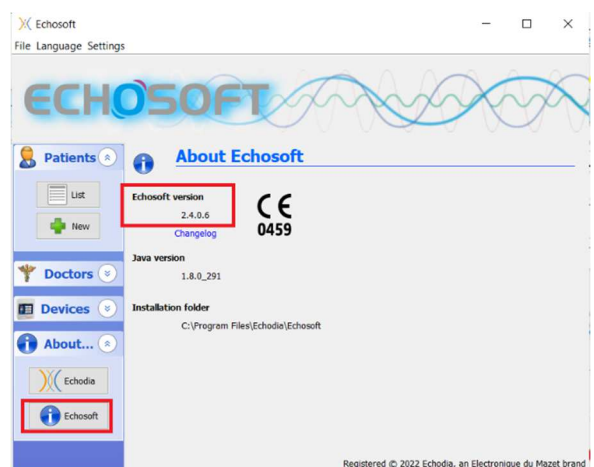 Echosoft
File Language Settings
ECHOSOFT
Patients
List
New
Doctors
Devices
About...
Echodia
Echosoft
About Echosoft
Echosoft version
2.4.0.6
Changelog
CE
0459
Java version
1.8.0_291
Installation folder
C:\Program Files\Echodia\Echosoft
Registered © 2022 Echodia, an Electronique du Mazet brand